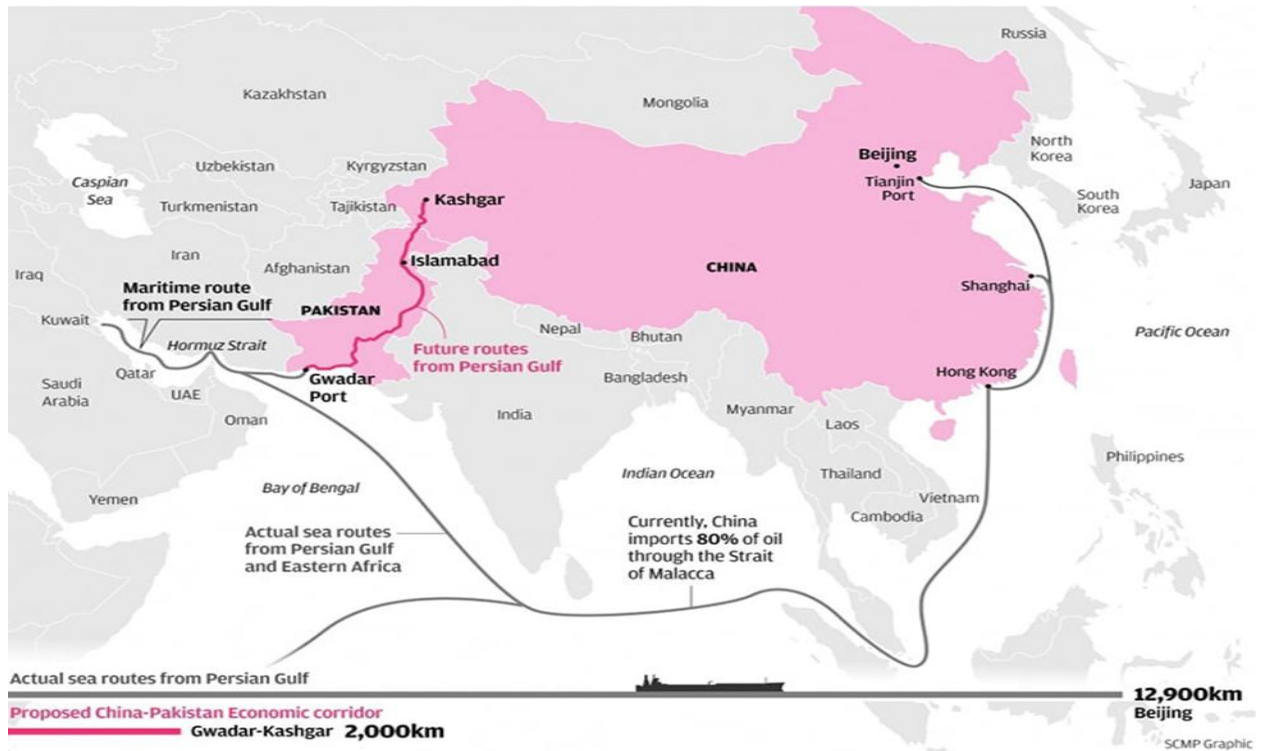 Russia
Kazakhstan
Mongolia
North
Korea
Beijing
Uzbekistan
Kyrgyzstan
Caspian
Sea
Tianjin
Port
Japan
South
Korea
Turkmenistan
Tajikistan
Kashgar
Iran
Afghanistan
Islamabad
CHINA
Iraq
Maritime route
from Persian Gulf
Shanghai
PAKISTAN
Kuwait
Hormuz Strait
Nepal
Bhutan
Pacific Ocean
Future routes
from Persian Gulf
Qatar
Gwadar
Port
Hong Kong
Bangladesh
Saudi
Arabia
UAE
India
Myanmar
Oman
Laos
Philippines
Yemen
Bay of Bengal
Indian Ocean
Thailand
Vietnam
Cambodia
Actual sea routes
from Persian Gulf
and Eastern Africa
Currently, China
imports 80% of oil
through the Strait
of Malacca
Actual sea routes from Persian Gulf
12,900km
Beijing
Proposed China-Pakistan Economic corridor
Gwadar-Kashgar 2,000km
SCMP Graphic